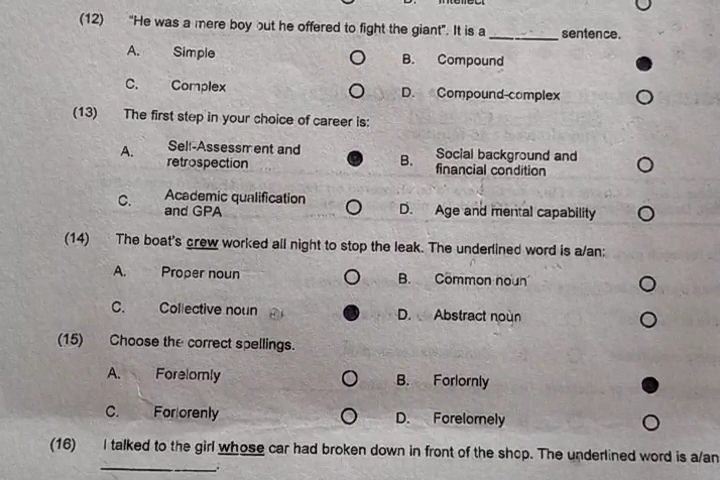 (12) "He was a mere boy but he offered to fight the giant". It is a ________ sentence.
A. Simple B. Compound
C. Complex D. Compound-complex
(13) The first step in your choice of career is:
A. Self-Assessment and retrospection B. Social background and financial condition
C. Academic qualification and GPA D. Age and mental capability
(14) The boat's crew worked all night to stop the leak. The underlined word is a/an:
A. Proper noun B. Common noun
C. Collective noun D. Abstract noun
(15) Choose the correct spellings.
A. Forelornly B. Forlornly
C. Forlorenly D. Forelornely
(16) I talked to the girl whose car had broken down in front of the shop. The underlined word is a/an
____________: